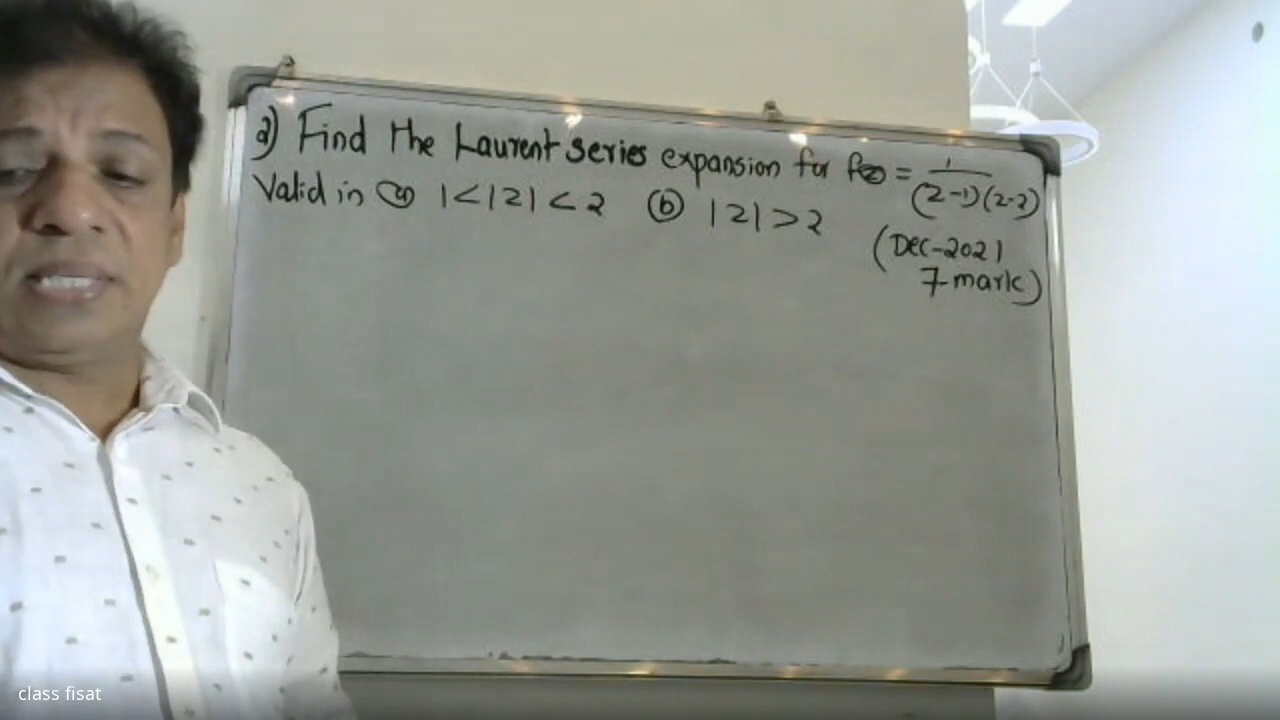 a) Find the Laurent series expansion for f(z) = 1/(z-1)(z-2)
Valid in (a) 1<|z|<2 (b) |z|>2
(Dec-2021
7 mark)
class fisat